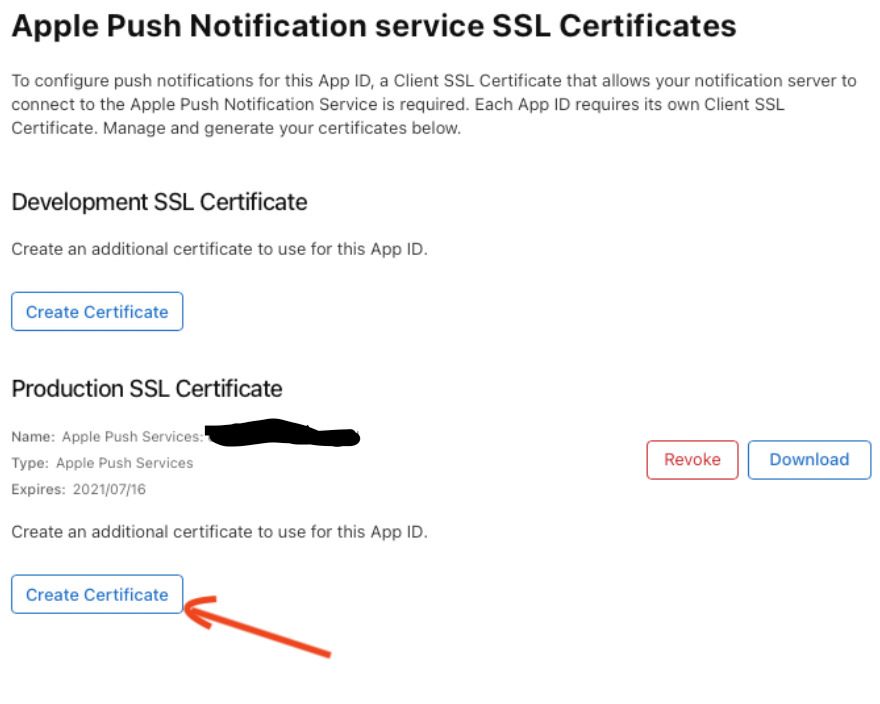 Apple Push Notification service SSL Certificates
To configure push notifications for this App ID, a Client SSL Certificate that allows your notification server to
connect to the Apple Push Notification Service is required. Each App ID requires its own Client SSL
Certificate. Manage and generate your certificates below.
Development SSL Certificate
Create an additional certificate to use for this App ID.
Create Certificate
Production SSL Certificate
Name: Apple Push Services:
Type: Apple Push Services
Expires: 2021/07/16
Revoke
Download
Create an additional certificate to use for this App ID.
Create Certificate